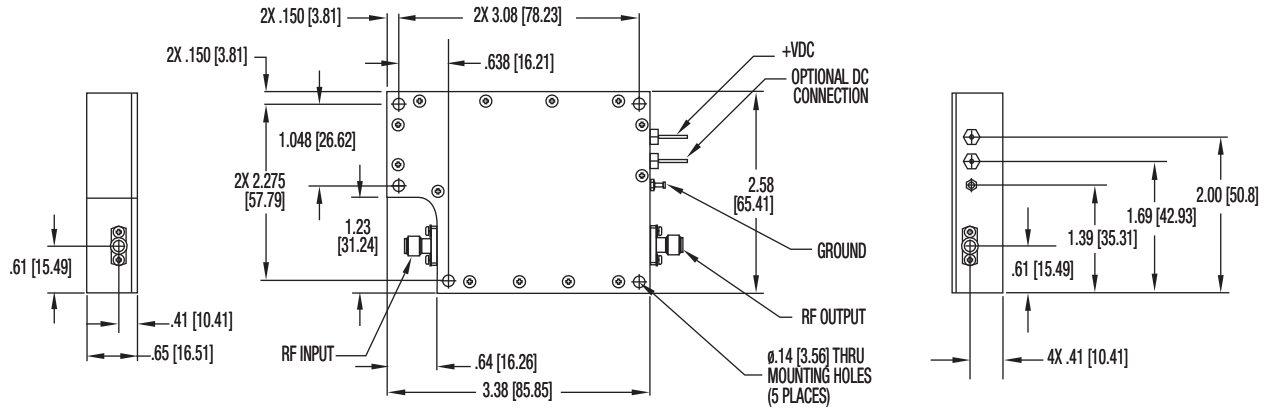 2X .150 [3.81]
2X 3.08 [78.23]
2X .150 [3.81]
.638 [16.21]
+VDC
OPTIONAL DC
CONNECTION
1.048 [26.62]
2X 2.275
[57.79]
2.58
[65.41]
1.23
[31.24]
2.00 [50.8]
1.69 [42.93]
1.39 [35.31]
GROUND
.61 [15.49]
.61 [15.49]
.41 [10.41]
.65 [16.51]
RF INPUT
RF OUTPUT
.64 [16.26]
3.38 [85.85]
ø.14 [3.56] THRU
MOUNTING HOLES
(5 PLACES)
4X .41 [10.41]